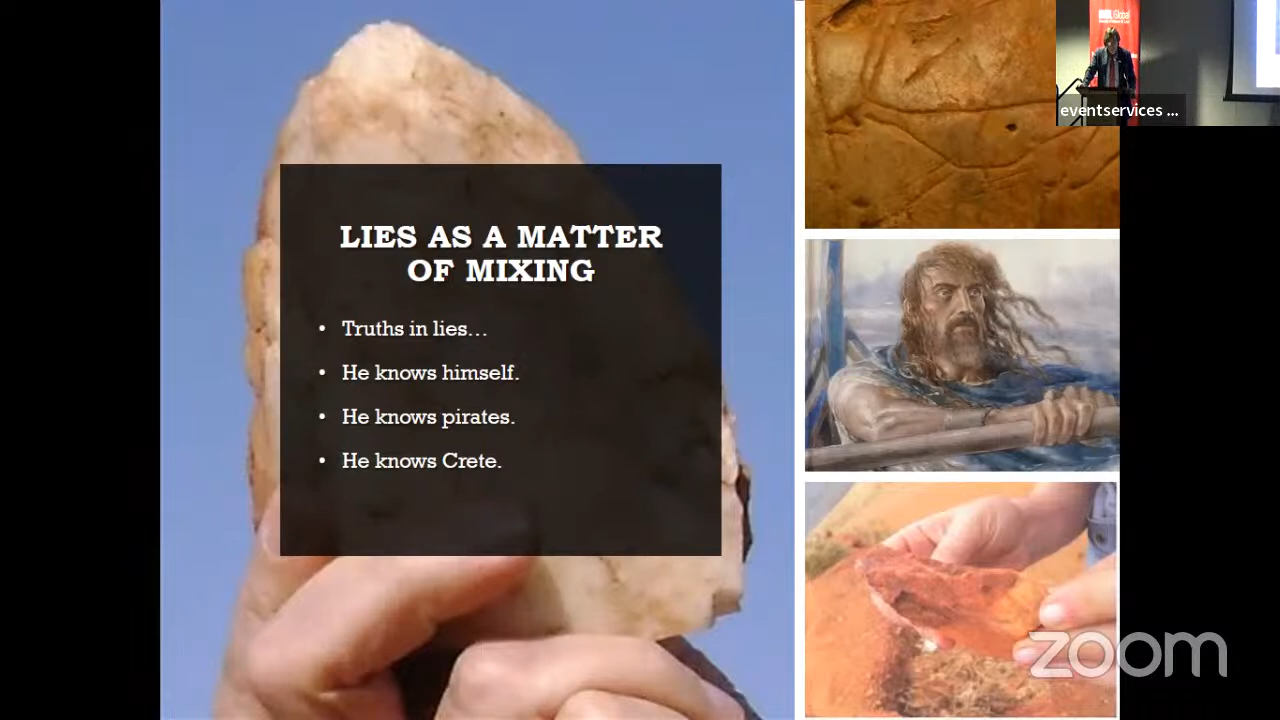 LIES AS A MATTER
OF MIXING
• Truths in lies…
• He knows himself.
• He knows pirates.
• He knows Crete.
Global
eventservices ...
zoom